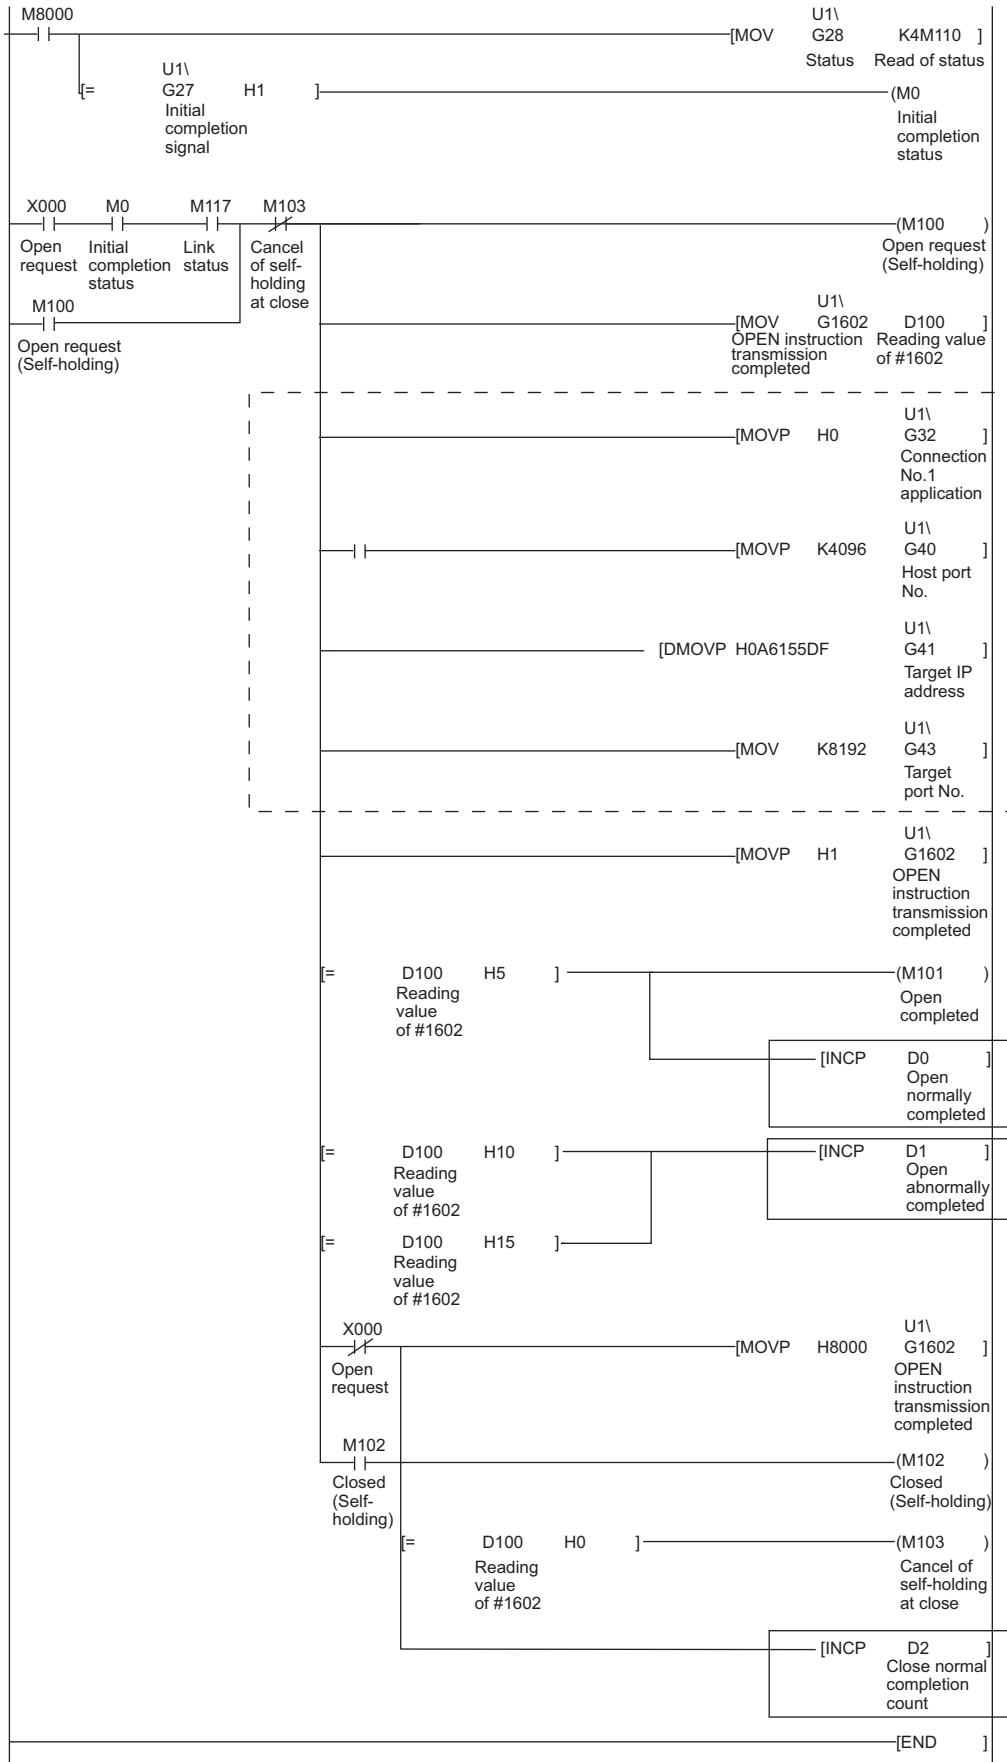 M8000
U1\
[MOV G28 K4M110 ]
Status Read of status
U1\
[= G27 H1 ]
(M0
Initial
completion
signal
Initial
completion
status
X000 M0 M117 M103
(M100 )
Open
request
Initial
completion
status
Link
status
Cancel
of self-
holding
at close
Open request
(Self-holding)
M100
Open request
(Self-holding)
U1\
[MOV G1602 D100 ]
OPEN instruction
transmission
completed
Reading value
of #1602
U1\
[MOVP H0 G32 ]
Connection
No.1
application
U1\
[MOVP K4096 G40 ]
Host port
No.
U1\
[DMOVP H0A6155DF G41 ]
Target IP
address
U1\
[MOV K8192 G43 ]
Target
port No.
U1\
[MOVP H1 G1602 ]
OPEN
instruction
transmission
completed
[= D100 H5 ]
(M101 )
Reading
value
of #1602
Open
completed
[INCP D0 ]
Open
normally
completed
[= D100 H10 ]
[INCP D1 ]
Reading
value
of #1602
Open
abnormally
completed
[= D100 H15 ]
Reading
value
of #1602
X000
U1\
[MOVP H8000 G1602 ]
Open
request
OPEN
instruction
transmission
completed
M102
(M102 )
Closed
(Self-
holding)
Closed
(Self-holding)
[= D100 H0 ]
(M103 )
Reading
value
of #1602
Cancel of
self-holding
at close
[INCP D2 ]
Close normal
completion
count
[END ]